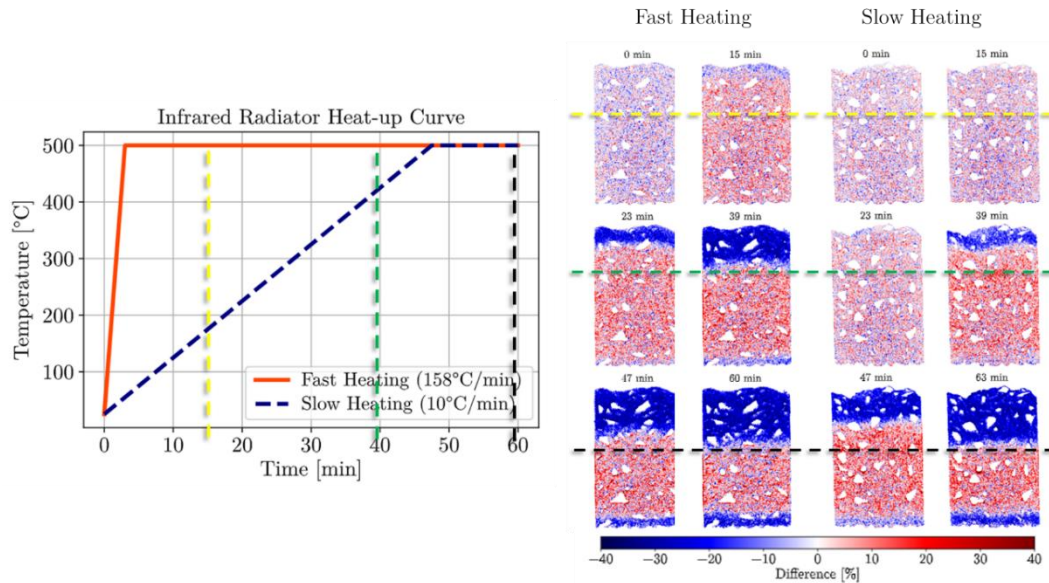 Infrared Radiator Heat-up Curve
Temperature [°C]
500
400
300
200
100
Fast Heating (158°C/min)
Slow Heating (10°C/min)
0 10 20 30 40 50 60
Time [min]
Fast Heating Slow Heating
0 min 15 min 0 min 15 min
23 min 39 min 23 min 39 min
47 min 60 min 47 min 63 min
−40 −30 −20 −10 0 10 20 30 40
Difference [%]